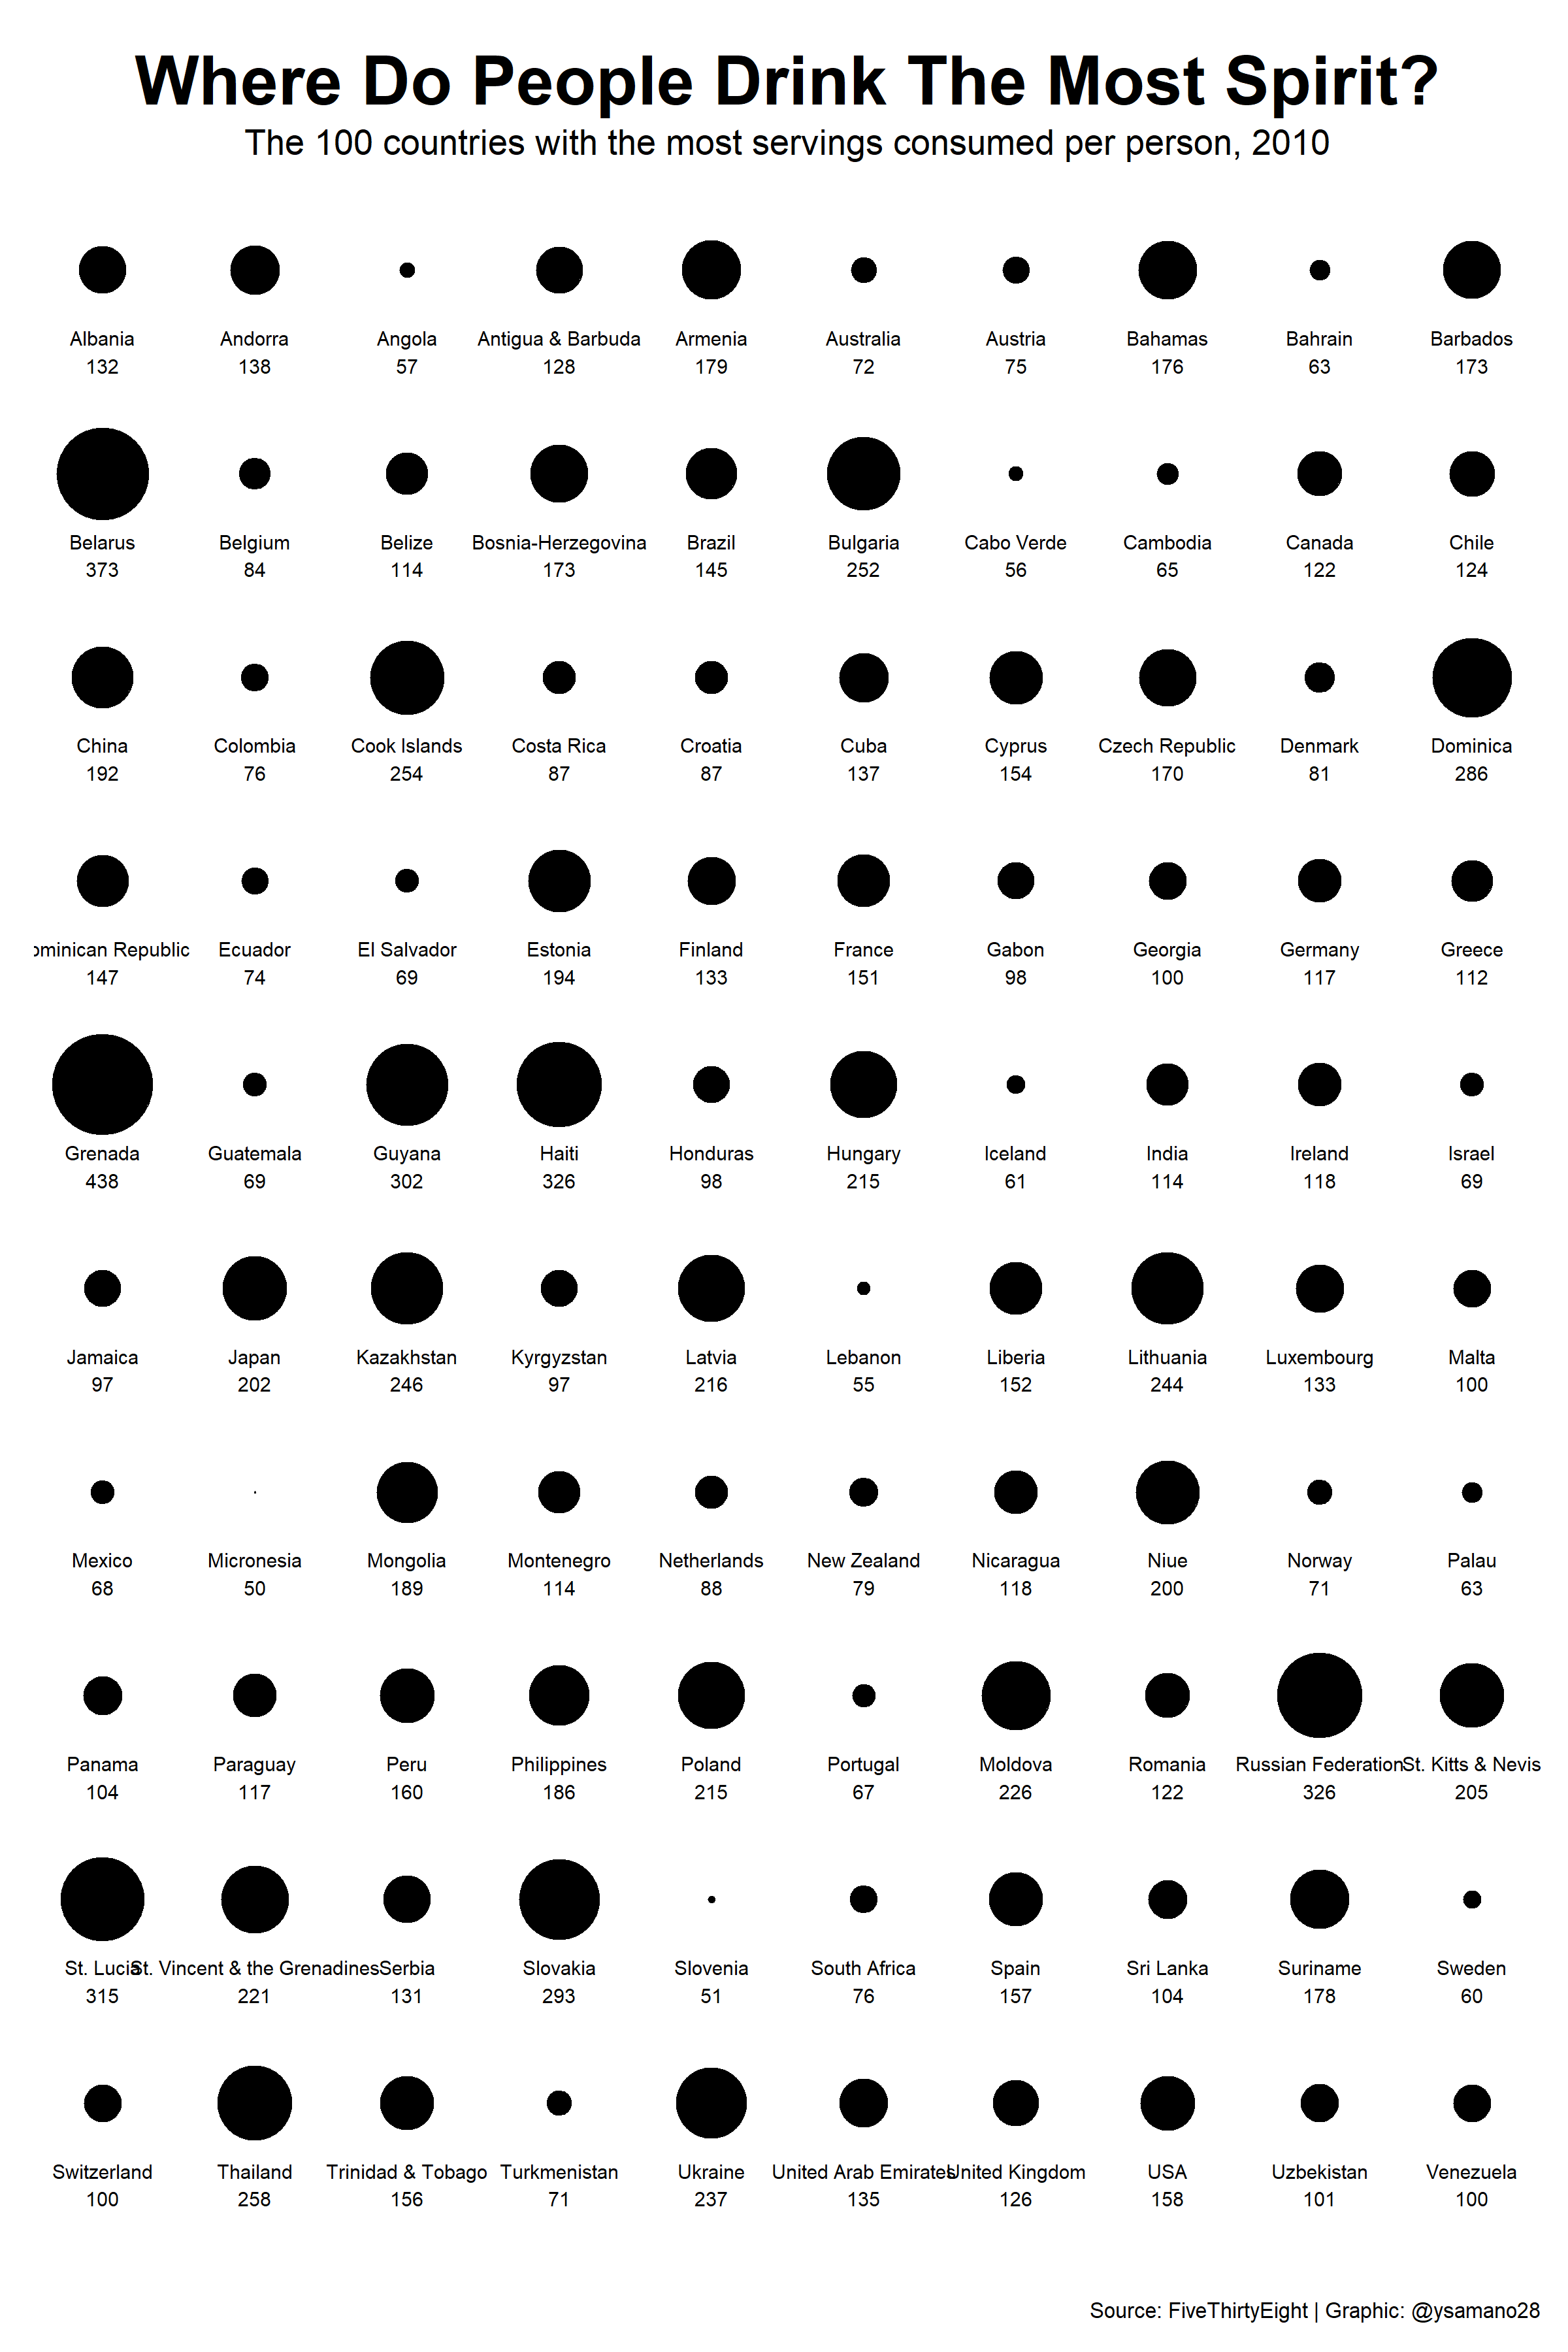 Where Do People Drink The Most Spirit?
The 100 countries with the most servings consumed per person, 2010
Albania Andorra Angola Antigua & Barbuda Armenia Australia Austria Bahamas Bahrain Barbados
132 138 57 128 179 72 75 176 63 173
Belarus Belgium Belize Bosnia-Herzegovina Brazil Bulgaria Cabo Verde Cambodia Canada Chile
373 84 114 173 145 252 56 65 122 124
China Colombia Cook Islands Costa Rica Croatia Cuba Cyprus Czech Republic Denmark Dominica
192 76 254 87 87 137 154 170 81 286
ominican Republic Ecuador El Salvador Estonia Finland France Gabon Georgia Germany Greece
147 74 69 194 133 151 98 100 117 112
Grenada Guatemala Guyana Haiti Honduras Hungary Iceland India Ireland Israel
438 69 302 326 98 215 61 114 118 69
Jamaica Japan Kazakhstan Kyrgyzstan Latvia Lebanon Liberia Lithuania Luxembourg Malta
97 202 246 97 216 55 152 244 133 100
Mexico Micronesia Mongolia Montenegro Netherlands New Zealand Nicaragua Niue Norway Palau
68 50 189 114 88 79 118 200 71 63
Panama Paraguay Peru Philippines Poland Portugal Moldova Romania Russian Federation St. Kitts & Nevis
104 117 160 186 215 67 226 122 326 205
St. Lucia St. Vincent & the Grenadines Serbia Slovakia Slovenia South Africa Spain Sri Lanka Suriname Sweden
315 221 131 293 51 76 157 104 178 60
Switzerland Thailand Trinidad & Tobago Turkmenistan Ukraine United Arab Emirates United Kingdom USA Uzbekistan Venezuela
100 258 156 71 237 135 126 158 101 100
Source: FiveThirtyEight | Graphic: @ysamano28